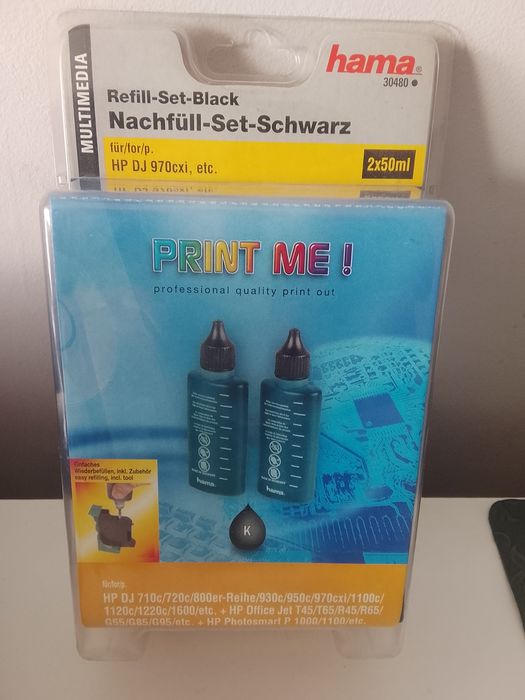 MULTIMEDIA
hama®
30480
Refill-Set-Black
Nachfüll-Set-Schwarz
für/for/p.
HP DJ 970cxi, etc.
2x50ml
PRINT ME !
professional quality print out
hama.
hama.
Einfaches
Wiederbefüllen, inkl. Zubehör
easy refilling, incl. tool
K
für/for/p.
HP DJ 710c/720c/800er-Reihe/930c/950c/970cxi/1100c/
1120c/1220c/1600/etc. + HP Office Jet T45/T65/R45/R65/
G55/G85/G95/etc. + HP Photosmart P 1000/1100/etc.